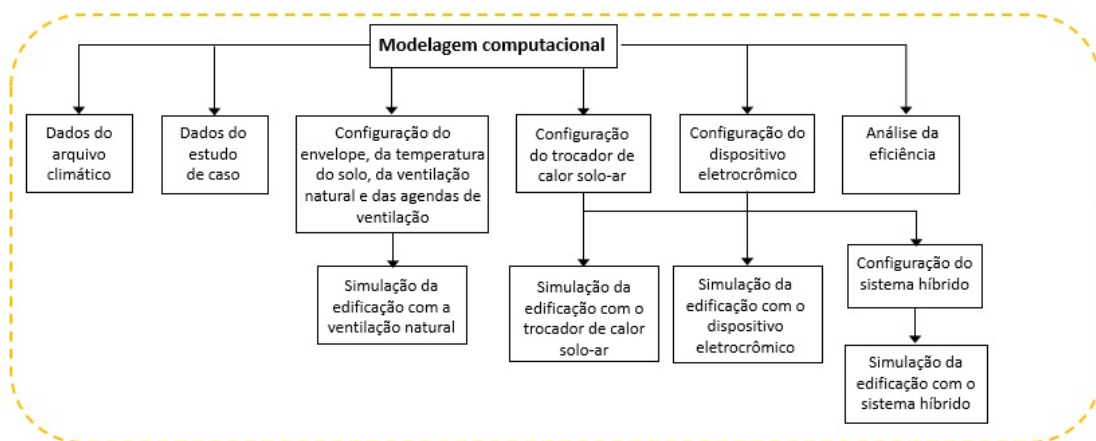 Modelagem computacional
Dados do
arquivo
climático
Dados do
estudo
de caso
Configuração do
envelope, da temperatura
do solo, da ventilação
natural e das agendas de
ventilação
Configuração
do trocador de
calor solo-ar
Configuração do
dispositivo
eletrocrômico
Análise da
eficiência
Simulação da
edificação com a
ventilação natural
Simulação da
edificação com o
trocador de calor
solo-ar
Simulação da
edificação com o
dispositivo
eletrocrômico
Configuração do
sistema híbrido
Simulação da
edificação com o
sistema híbrido